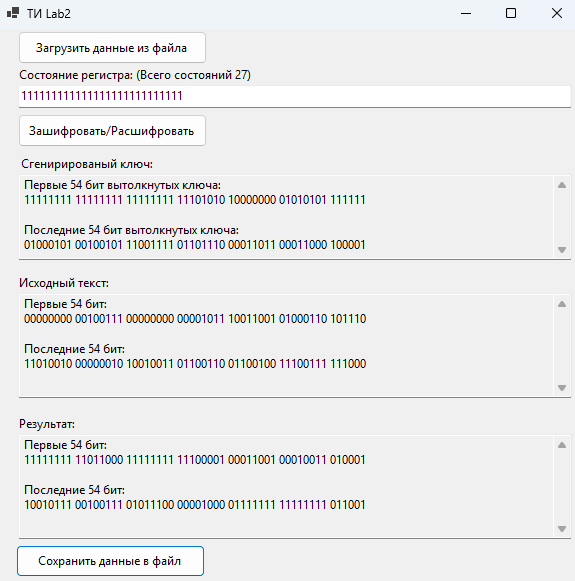 ТИ Lab2
Загрузить данные из файла
Состояние регистра: (Всего состояний 27)
111111111111111111111111111
Зашифровать/Расшифровать
Сгенирированый ключ:
Первые 54 бит вытолкнутых ключа:
11111111 11111111 11111111 11101010 10000000 01010101 111111
Последние 54 бит вытолкнутых ключа:
01000101 00100101 11001111 01101110 00011011 00011000 100001
Исходный текст:
Первые 54 бит:
00000000 00100111 00000000 00001011 10011001 01000110 101110
Последние 54 бит:
11010010 00000010 10010011 01100110 01100100 11100111 111000
Результат:
Первые 54 бит:
11111111 11011000 11111111 11100001 00011001 00010011 010001
Последние 54 бит:
10010111 00100111 01011100 00001000 01111111 11111111 011001
Сохранить данные в файл